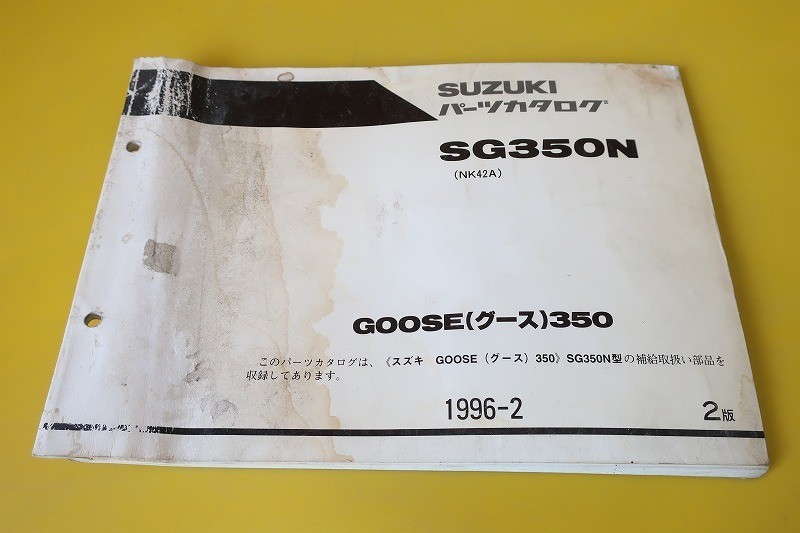 SUZUKI
パーツカタログ
SG350N
(NK42A)
GOOSE(グース)350
このパーツカタログは、《スズキ GOOSE（グース）350》SG350N型の補給取扱い部品を
収録してあります。
1996-2 2版